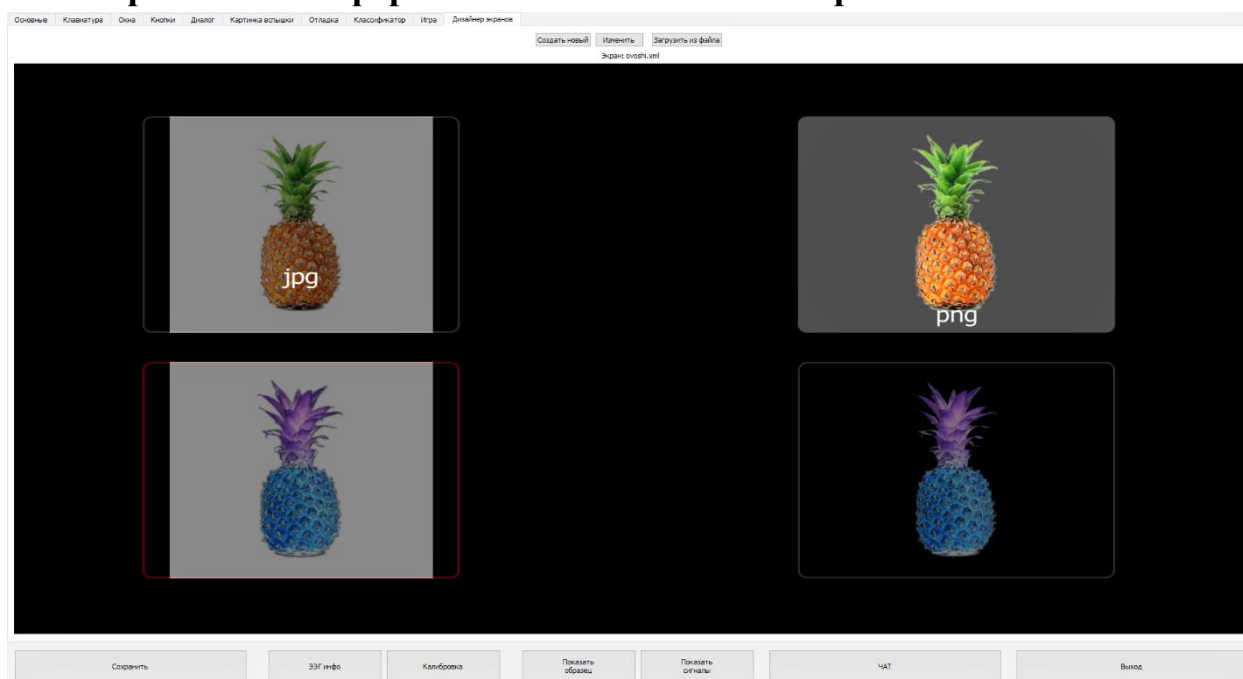 Основные Клавиатура Окна Кнопки Диалог Картинка вспышки Отладка Классификатор Игра Дизайнер экранов
Создать новый Изменить Загрузить из файла
Экран: ovoshi.xml
jpg
png
Сохранить ЭЭГ инфо Калибровка Показать образец Показать сигналы ЧАТ Выход